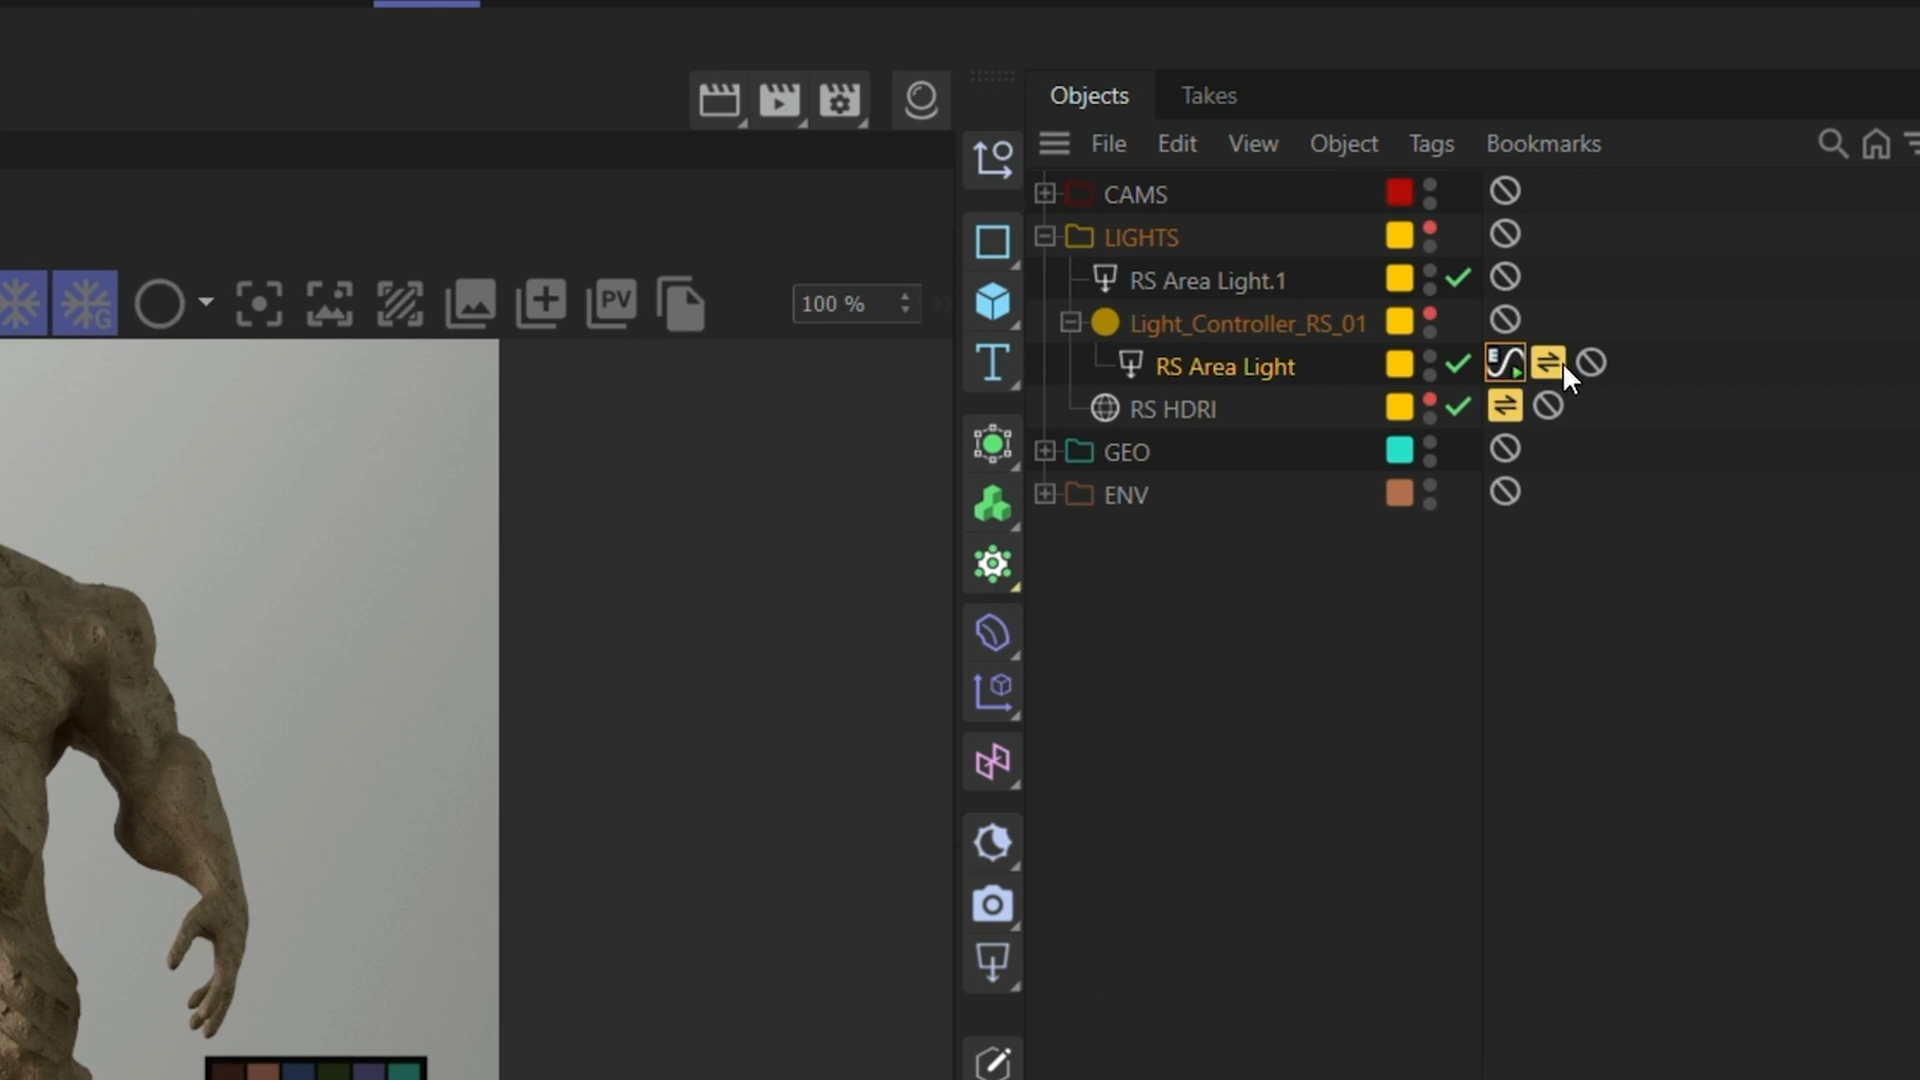 Objects Takes
File Edit View Object Tags Bookmarks
CAMS
LIGHTS
RS Area Light.1
Light_Controller_RS_01
RS Area Light
E
RS HDRI
GEO
ENV
G
PV
100 %
T